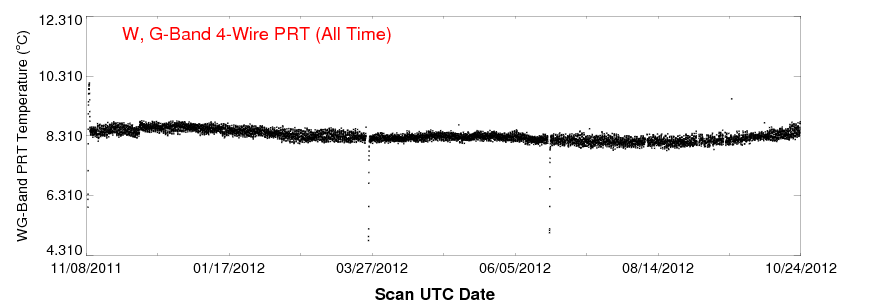 W, G-Band 4-Wire PRT (All Time)
WG-Band PRT Temperature (°C)
12.310
10.310
8.310
6.310
4.310
11/08/2011 01/17/2012 03/27/2012 06/05/2012 08/14/2012 10/24/2012
Scan UTC Date